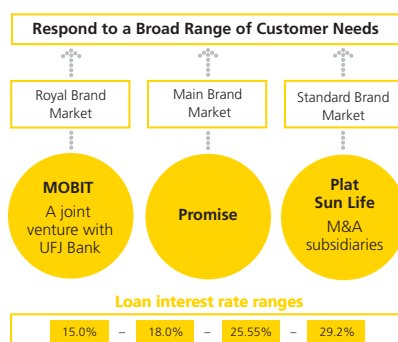 Respond to a Broad Range of Customer Needs
Royal Brand
Market
Main Brand
Market
Standard Brand
Market
MOBIT
A joint
venture with
UFJ Bank
Promise
Plat
Sun Life
M&A
subsidiaries
Loan interest rate ranges
15.0% – 18.0% – 25.55% – 29.2%